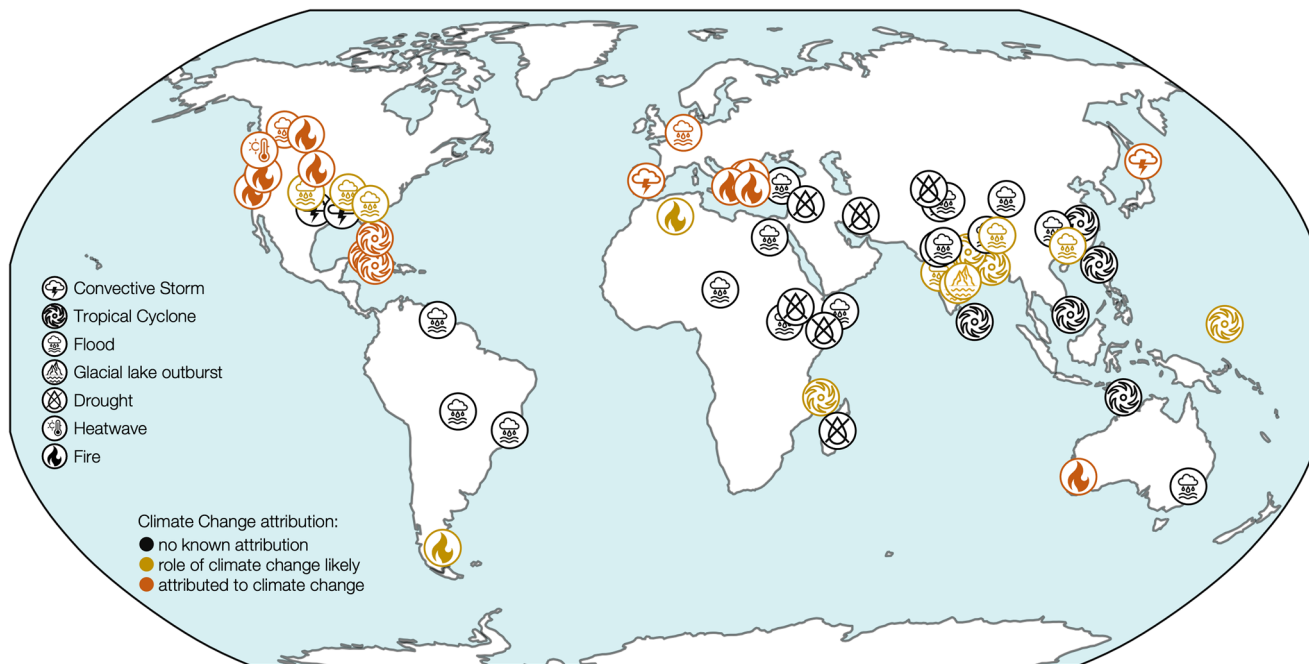 Convective Storm
Tropical Cyclone
Flood
Glacial lake outburst
Drought
Heatwave
Fire
Climate Change attribution:
no known attribution
role of climate change likely
attributed to climate change